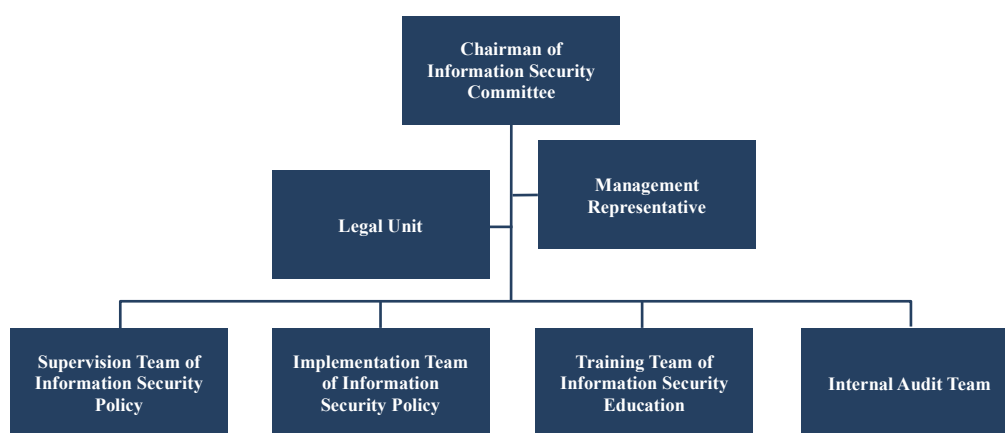 Chairman of
Information Security
Committee
Management
Representative
Legal Unit
Supervision Team of
Information Security
Policy
Implementation Team
of Information
Security Policy
Training Team of
Information Security
Education
Internal Audit Team